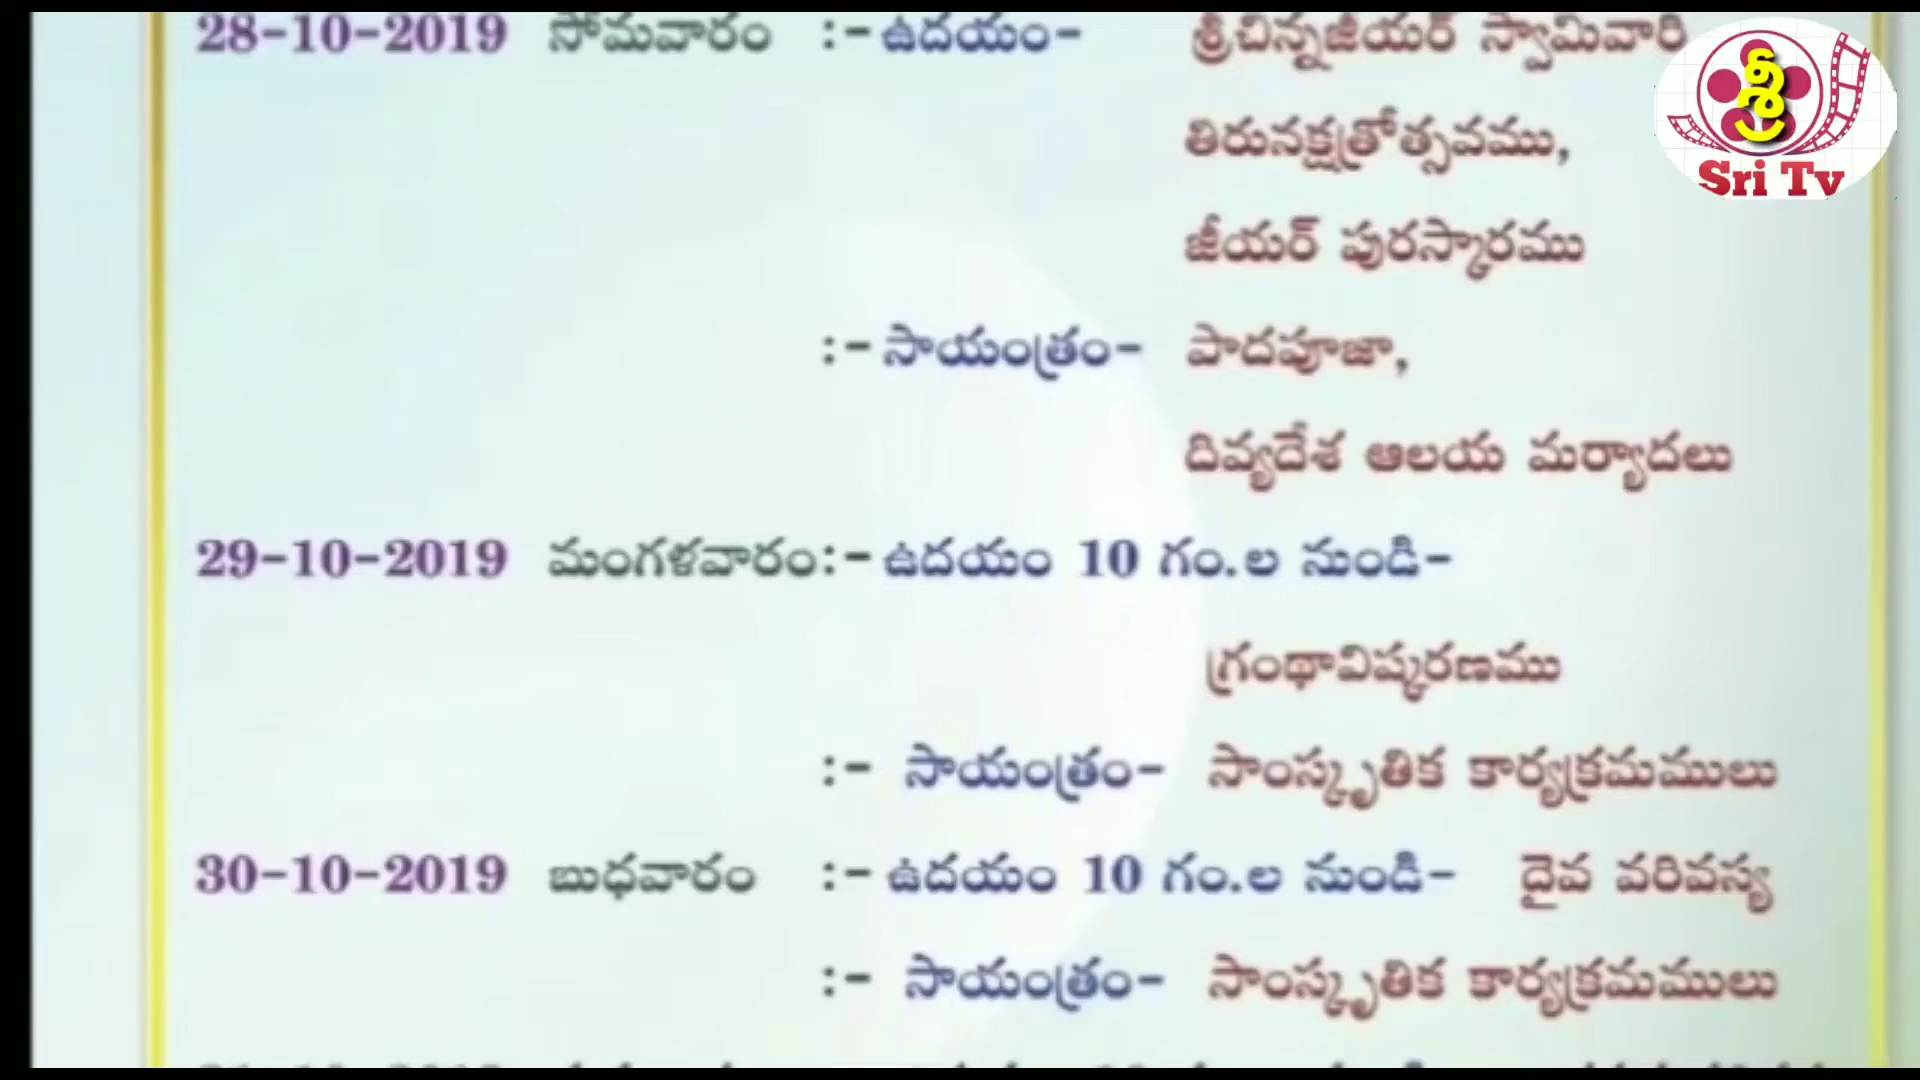 28-10-2019 సోమవారం :- ఉదయం- శ్రీచిన్నజీయర్ స్వామివారి
తిరునక్షత్రోత్సవము,
జీయర్ పురస్కారము
:- సాయంత్రం- పాదపూజా,
దివ్యదేశ ఆలయ మర్యాదలు
29-10-2019 మంగళవారం:- ఉదయం 10 గం.ల నుండి-
గ్రంథావిష్కరణము
:- సాయంత్రం- సాంస్కృతిక కార్యక్రమములు
30-10-2019 బుధవారం :- ఉదయం 10 గం.ల నుండి- దైవ వరివస్య
:- సాయంత్రం- సాంస్కృతిక కార్యక్రమములు
శ్రీ
Sri Tv